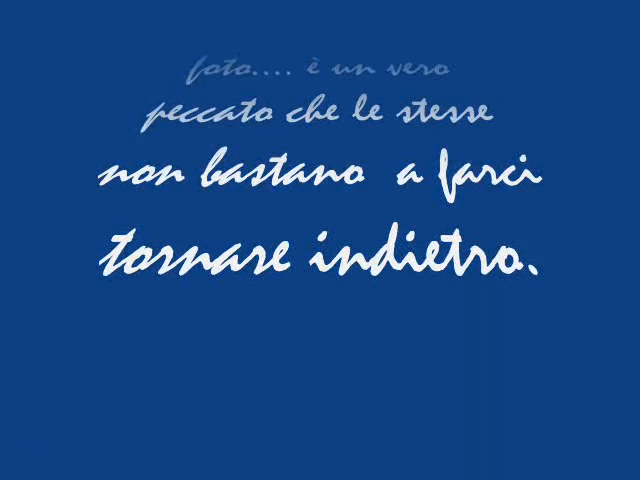 foto.... è un vero
peccato che le stesse
non bastano a farci
tornare indietro.